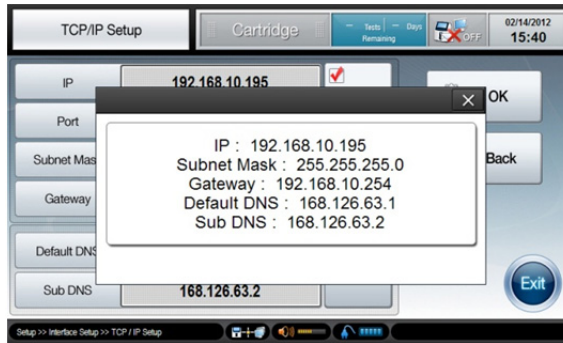 TCP/IP Setup
Cartridge
— Tests — Days
Remaining
OFF
02/14/2012
15:40
IP
192.168.10.195
OK
Port
Subnet Mas
Back
Gateway
IP : 192.168.10.195
Subnet Mask : 255.255.255.0
Gateway : 192.168.10.254
Default DNS : 168.126.63.1
Sub DNS : 168.126.63.2
Default DNS
Sub DNS
168.126.63.2
Exit
Setup >> Interface Setup >> TCP / IP Setup